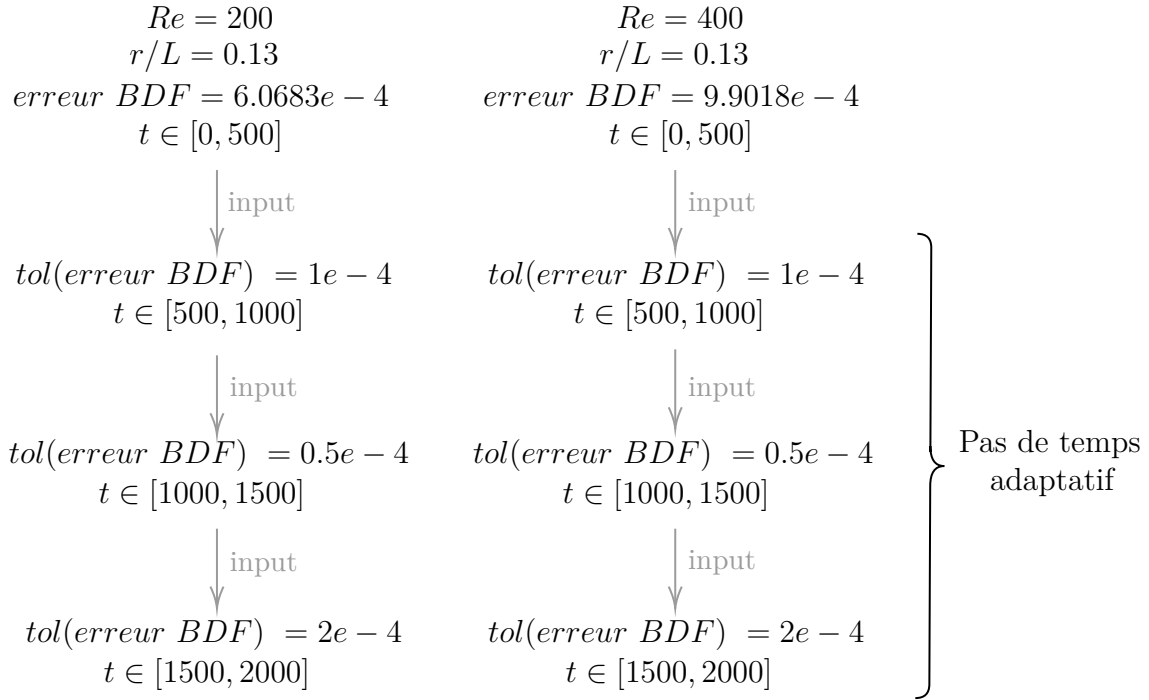 Re = 200
r/L = 0.13
erreur BDF = 6.0683e − 4
t ∈ [0, 500]
input
tol(erreur BDF) = 1e − 4
t ∈ [500, 1000]
input
tol(erreur BDF) = 0.5e − 4
t ∈ [1000, 1500]
input
tol(erreur BDF) = 2e − 4
t ∈ [1500, 2000]
Re = 400
r/L = 0.13
erreur BDF = 9.9018e − 4
t ∈ [0, 500]
input
tol(erreur BDF) = 1e − 4
t ∈ [500, 1000]
input
tol(erreur BDF) = 0.5e − 4
t ∈ [1000, 1500]
input
tol(erreur BDF) = 2e − 4
t ∈ [1500, 2000]
Pas de temps
adaptatif